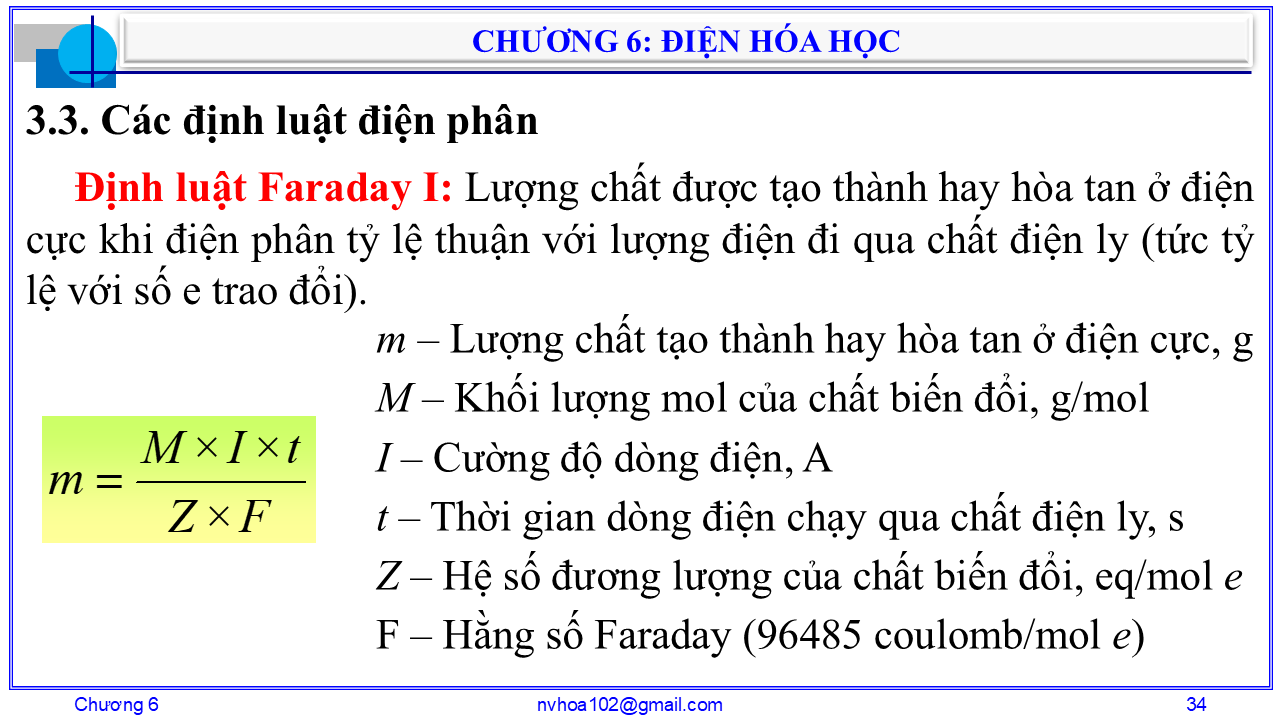 CHƯƠNG 6: ĐIỆN HÓA HỌC
3.3. Các định luật điện phân
Định luật Faraday I: Lượng chất được tạo thành hay hòa tan ở điện
cực khi điện phân tỷ lệ thuận với lượng điện đi qua chất điện ly (tức tỷ
lệ với số e trao đổi).
m – Lượng chất tạo thành hay hòa tan ở điện cực, g
M – Khối lượng mol của chất biến đổi, g/mol
m = (M × I × t) / (Z × F)
I – Cường độ dòng điện, A
t – Thời gian dòng điện chạy qua chất điện ly, s
Z – Hệ số đương lượng của chất biến đổi, eq/mol e
F – Hằng số Faraday (96485 coulomb/mol e)
Chương 6
nvhoa102@gmail.com
34